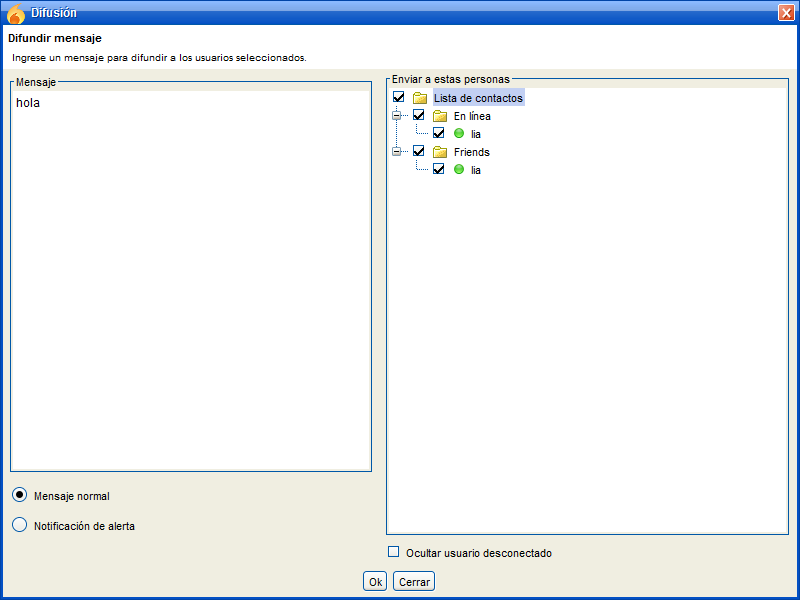 Difusión
Difundir mensaje
Ingrese un mensaje para difundir a los usuarios seleccionados.
Mensaje
hola
Mensaje normal
Notificación de alerta
Enviar a estas personas
Lista de contactos
En línea
lia
Friends
lia
Ocultar usuario desconectado
Ok
Cerrar